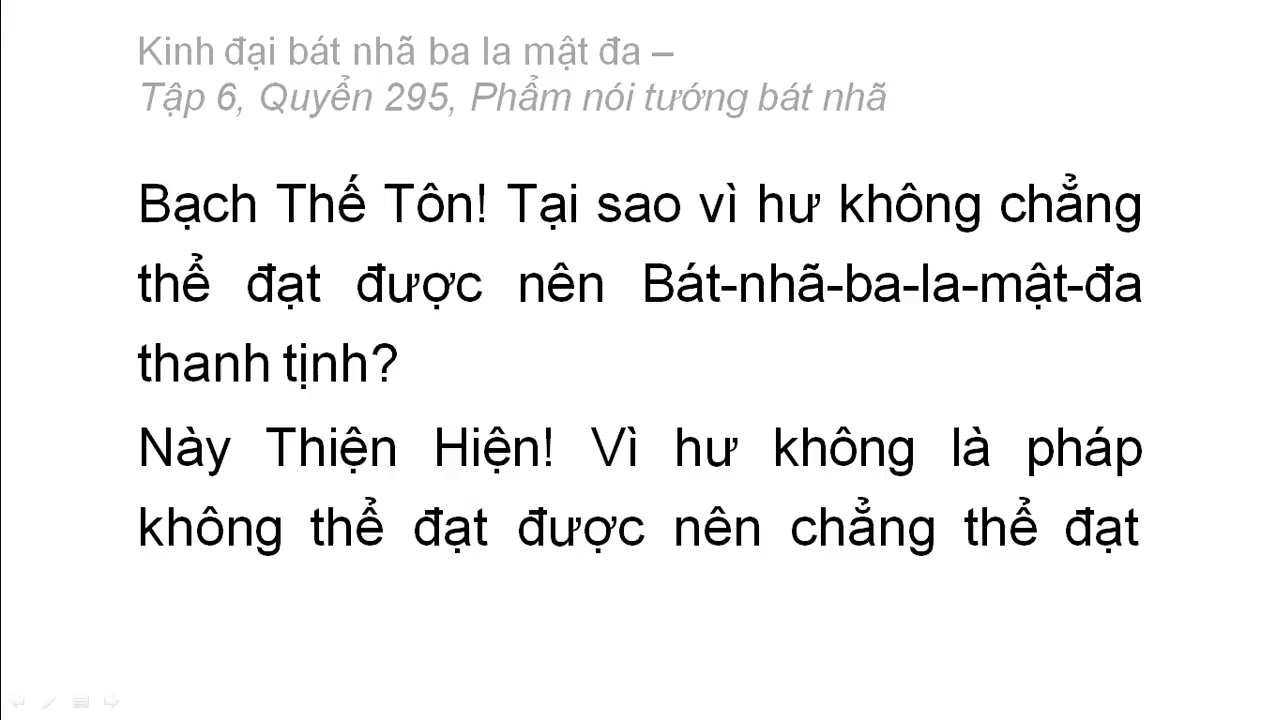 Kinh đại bát nhã ba la mật đa –
Tập 6, Quyển 295, Phẩm nói tướng bát nhã
Bạch Thế Tôn! Tại sao vì hư không chẳng
thể đạt được nên Bát-nhã-ba-la-mật-đa
thanh tịnh?
Này Thiện Hiện! Vì hư không là pháp
không thể đạt được nên chẳng thể đạt